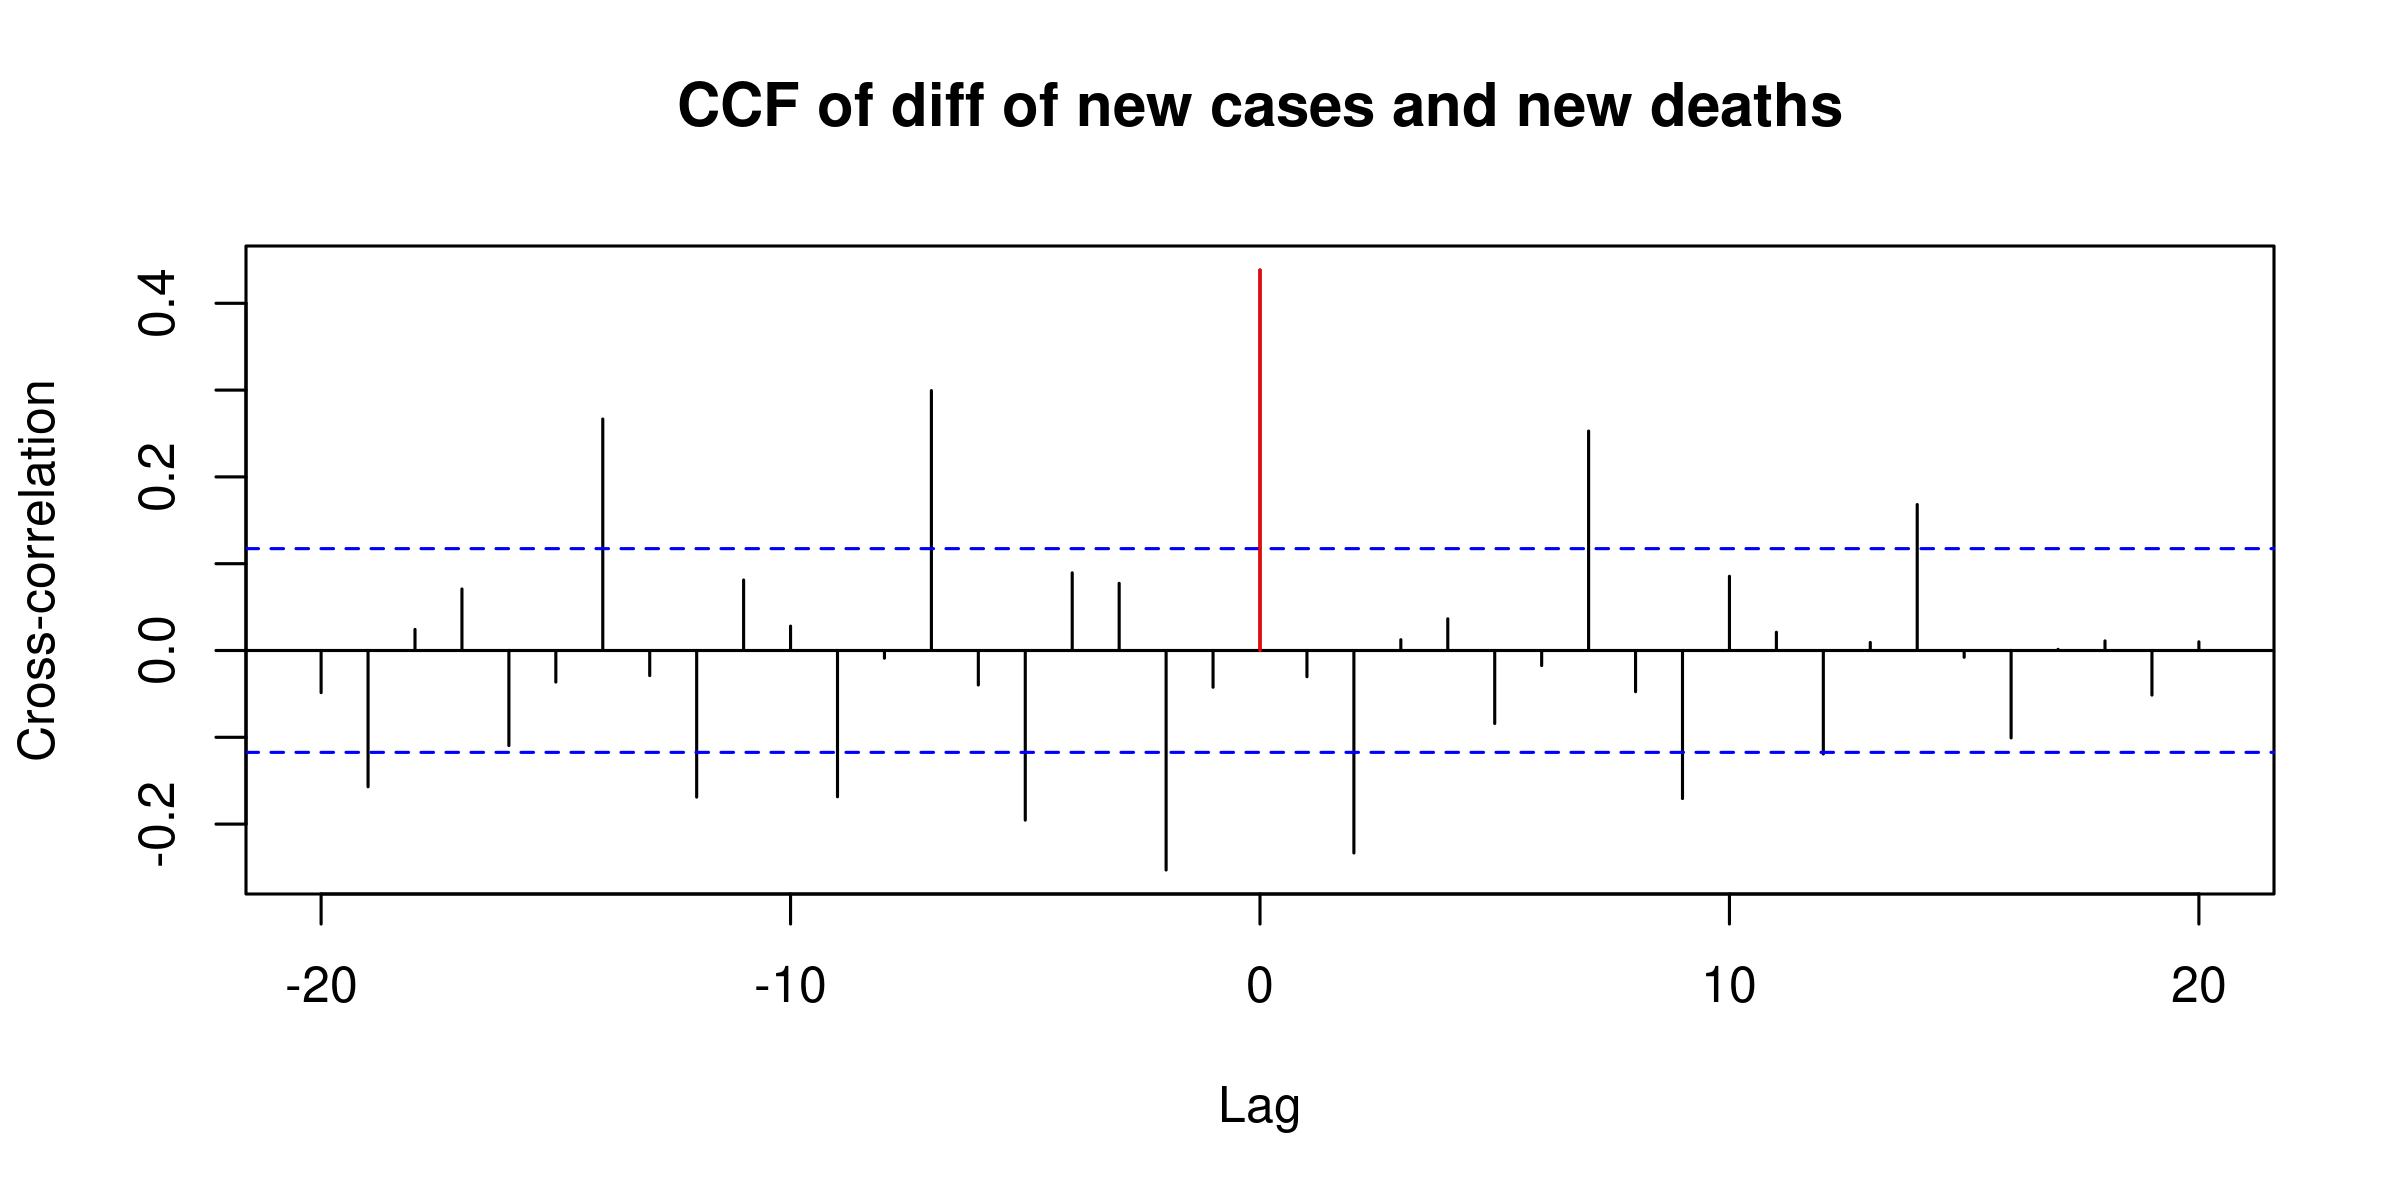 CCF of diff of new cases and new deaths
Cross-correlation
0.4
0.2
0.0
-0.2
-20 -10 0 10 20
Lag